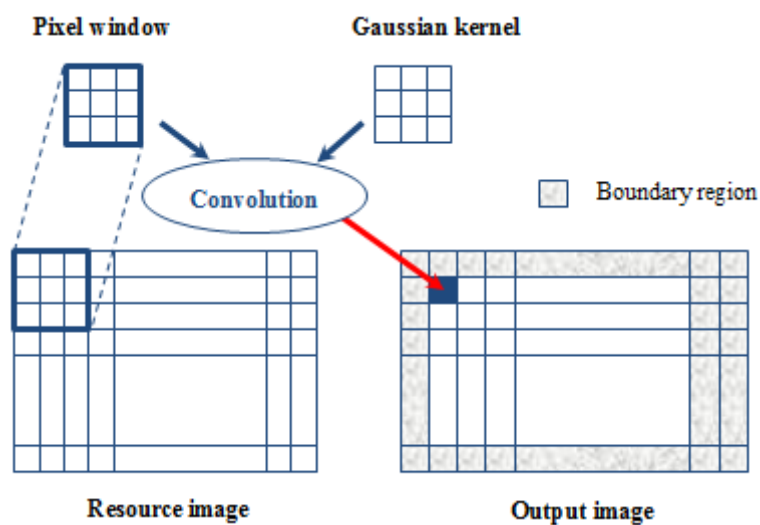 Pixel window
Gaussian kernel
Convolution
Boundary region
Resource image
Output image